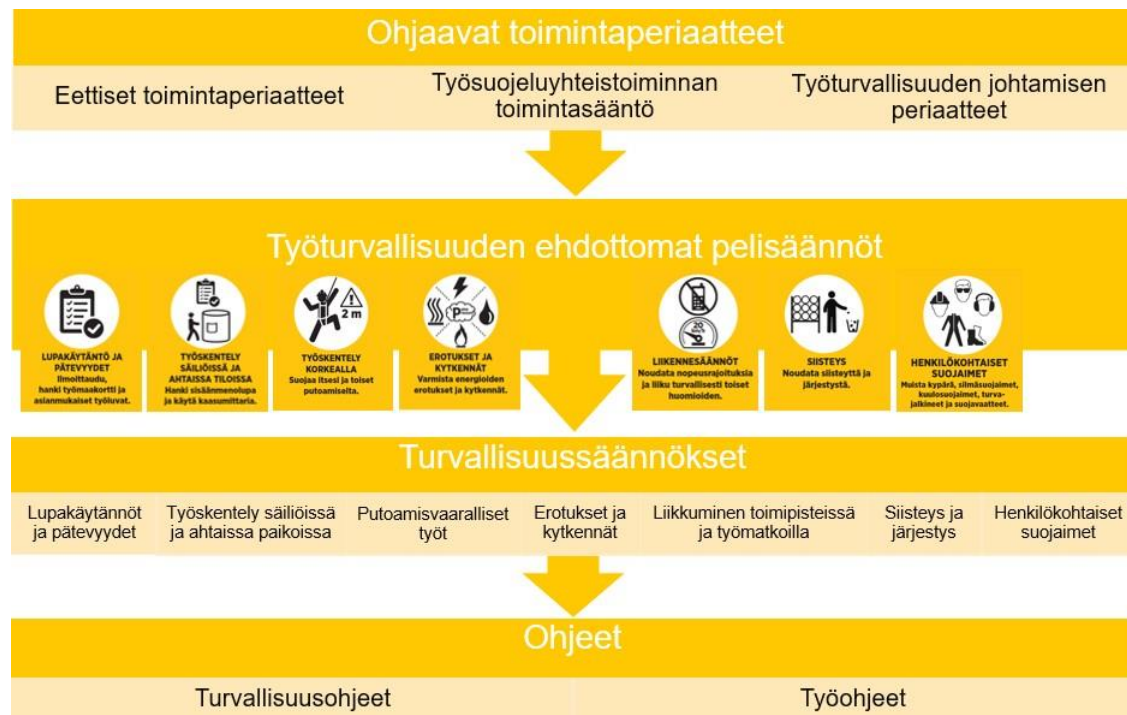 Ohjaavat toimintaperiaatteet
Eettiset toimintaperiaatteet
Työsuojeluyhteistoiminnan
toimintasääntö
Työturvallisuuden johtamisen
periaatteet
Työturvallisuuden ehdottomat pelisäännöt
LUPAKÄYTÄNTÖ JA
PÄTEVYYDET
Ilmoittaudu,
hanki työmaakortti ja
asianmukaiset työluvat.
TYÖSKENTELY
SÄILIÖISSÄ JA
AHTAISSA TILOISSA
Hanki sisäänmenolupa
ja käytä kaasumittaria.
2 m
TYÖSKENTELY
KORKEALLA
Suojaa itsesi ja toiset
putoamiselta.
P
EROTUKSET JA
KYTKENNÄT
Varmista energioiden
erotukset ja kytkennät.
20
LIIKENNESÄÄNNÖT
Noudata nopeusrajoituksia
ja liiku turvallisesti toiset
huomioiden.
SIISTEYS
Noudata siisteyttä ja
järjestystä.
HENKILÖKOHTAISET
SUOJAIMET
Muista kypärä, silmäsuojaimet,
kuulosuojaimet, turva-
jalkineet ja suojavaatteet.
Turvallisuussäännökset
Lupakäytännöt
ja pätevyydet
Työskentely säiliöissä
ja ahtaissa paikoissa
Putoamisvaaralliset
työt
Erotukset ja
kytkennät
Liikkuminen toimipisteissä
ja työmatkoilla
Siisteys ja
järjestys
Henkilökohtaiset
suojaimet
Ohjeet
Turvallisuusohjeet
Työohjeet